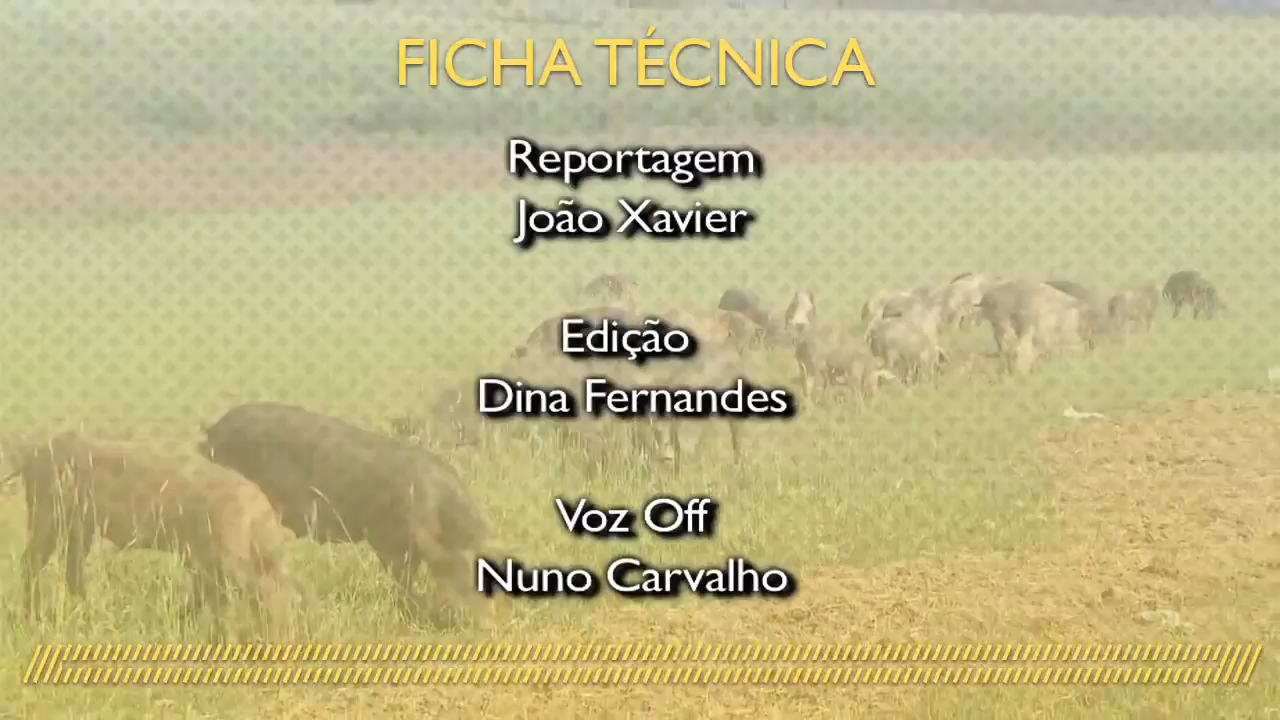 FICHA TÉCNICA
Reportagem
João Xavier
Edição
Dina Fernandes
Voz Off
Nuno Carvalho